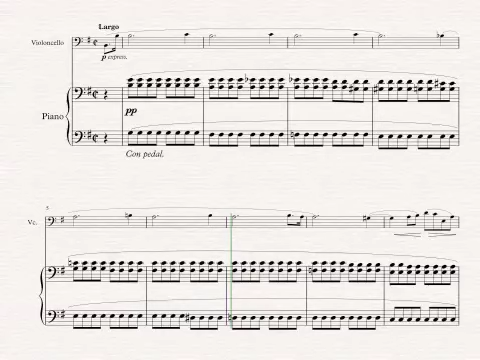 Largo
Violoncello
p espress.
Piano
pp
Con pedal.
5
Vc.